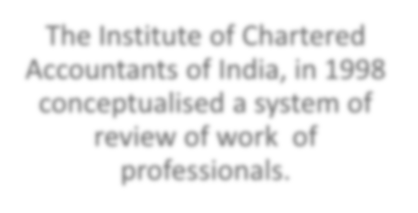 The Institute of Chartered
Accountants of India, in 1998
conceptualised a system of
review of work of
professionals.